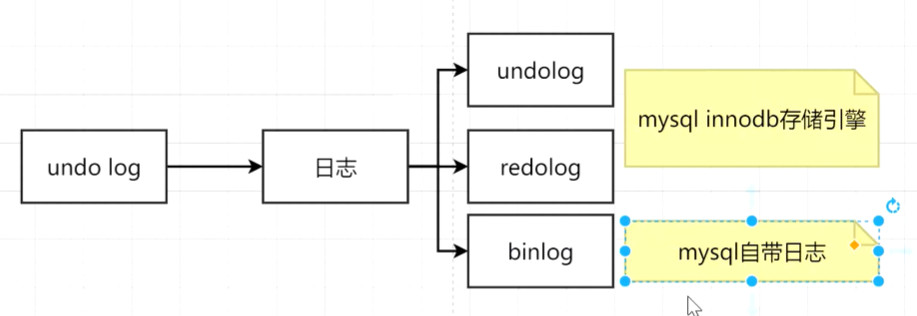 undo log
日志
undolog
redolog
binlog
mysql innodb存储引擎
mysql自带日志